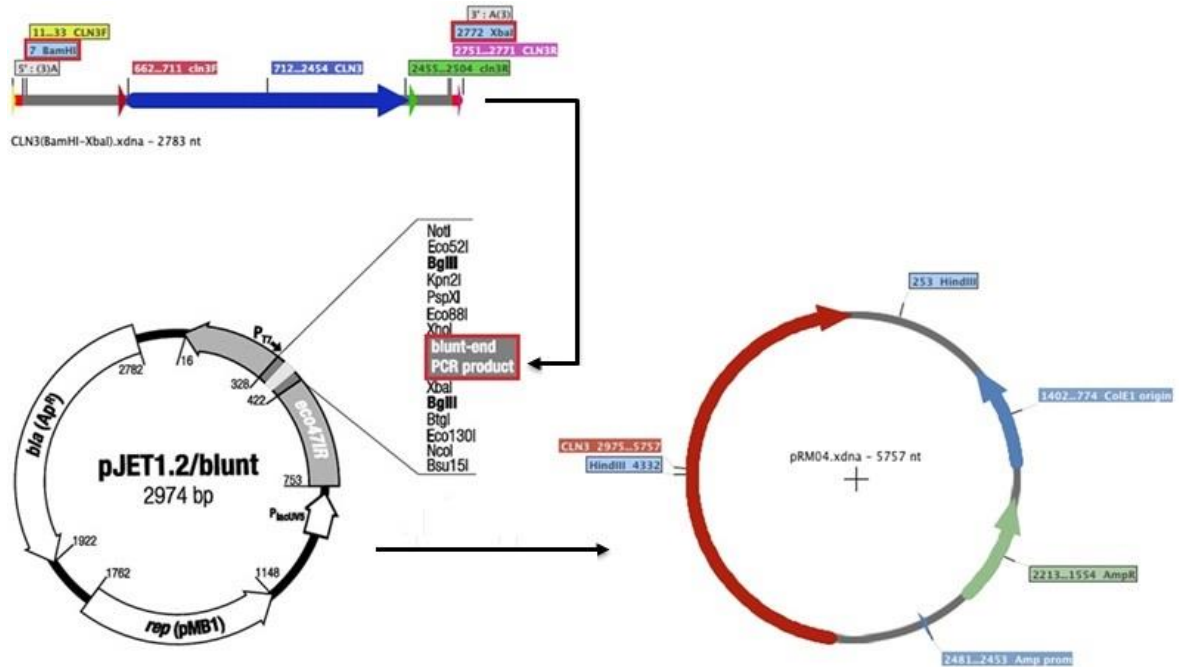 3' : A(3)
11...33 CLN3F
2772 XbaI
7 BamHI
2751...2771 CLN3R
5' : (3)A
662...711 cln3F
712...2454 CLN3
2455...2504 cln3R
CLN3(BamHI-XbaI).xdna - 2783 nt
NotI
Eco52I
BglII
Kpn2I
PspXI
Eco88I
XhoI
blunt-end
PCR product
XbaI
BglII
BtgI
Eco130I
NcoI
Bsu15I
PT7
2782
16
328
422
bla (ApR)
eco47IR
pJET1.2/blunt
2974 bp
753
PlacUV5
1922
1762
1148
rep (pMB1)
253 HindIII
1402...774 ColE1 origin
CLN3 2975...5757
HindIII 4332
pRM04.xdna - 5757 nt
2213...1554 AmpR
2481...2453 Amp prom